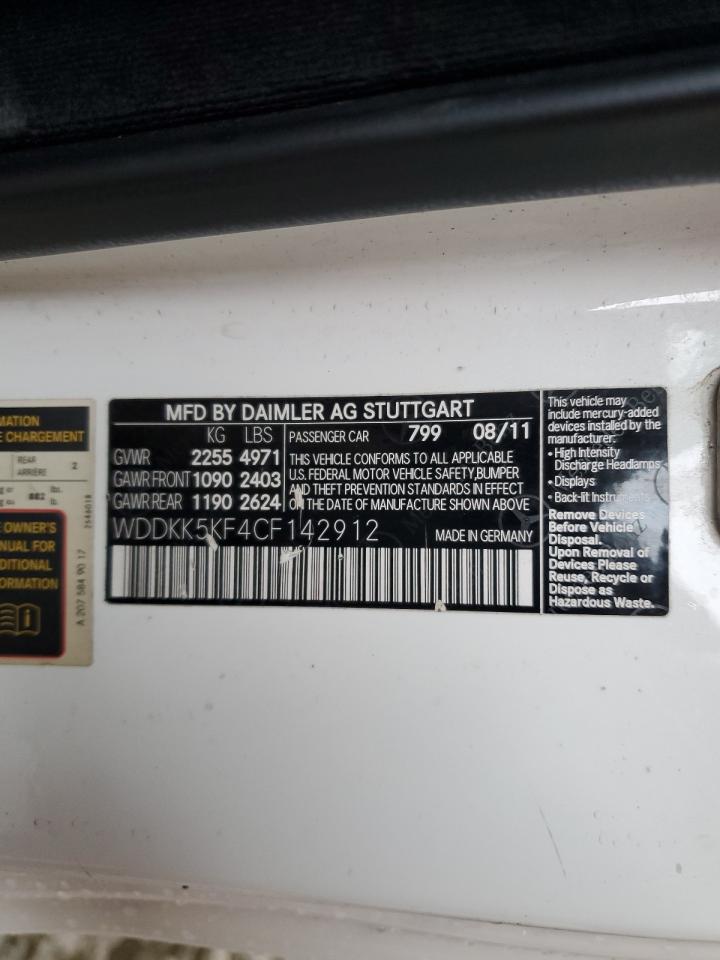 MFD BY DAIMLER AG STUTTGART
KG LBS
GVWR 2255 4971
GAWR FRONT 1090 2403
GAWR REAR 1190 2624
PASSENGER CAR 799 08/11
THIS VEHICLE CONFORMS TO ALL APPLICABLE
U.S. FEDERAL MOTOR VEHICLE SAFETY, BUMPER
AND THEFT PREVENTION STANDARDS IN EFFECT
ON THE DATE OF MANUFACTURE SHOWN ABOVE
WDDKK5KF4CF142912
MADE IN GERMANY
This vehicle may
include mercury-added
devices installed by the
manufacturer:
• High Intensity
Discharge Headlamps
• Displays
• Back-lit Instruments
Remove Devices
Before Vehicle
Disposal.
Upon Removal of
Devices Please
Reuse, Recycle or
Dispose as
Hazardous Waste.
MATION
E CHARGEMENT
REAR
ARRIÈRE 2
882 lb.
E OWNER'S
NUAL FOR
DITIONAL
FORMATION
A 207 584 90 17